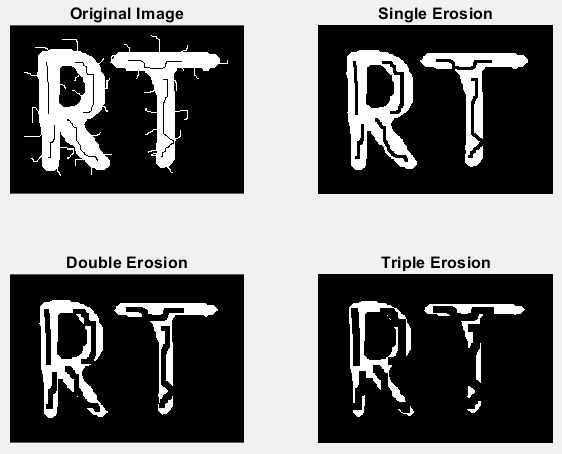 Original Image
Single Erosion
RT
RT
Double Erosion
Triple Erosion
RT
RT